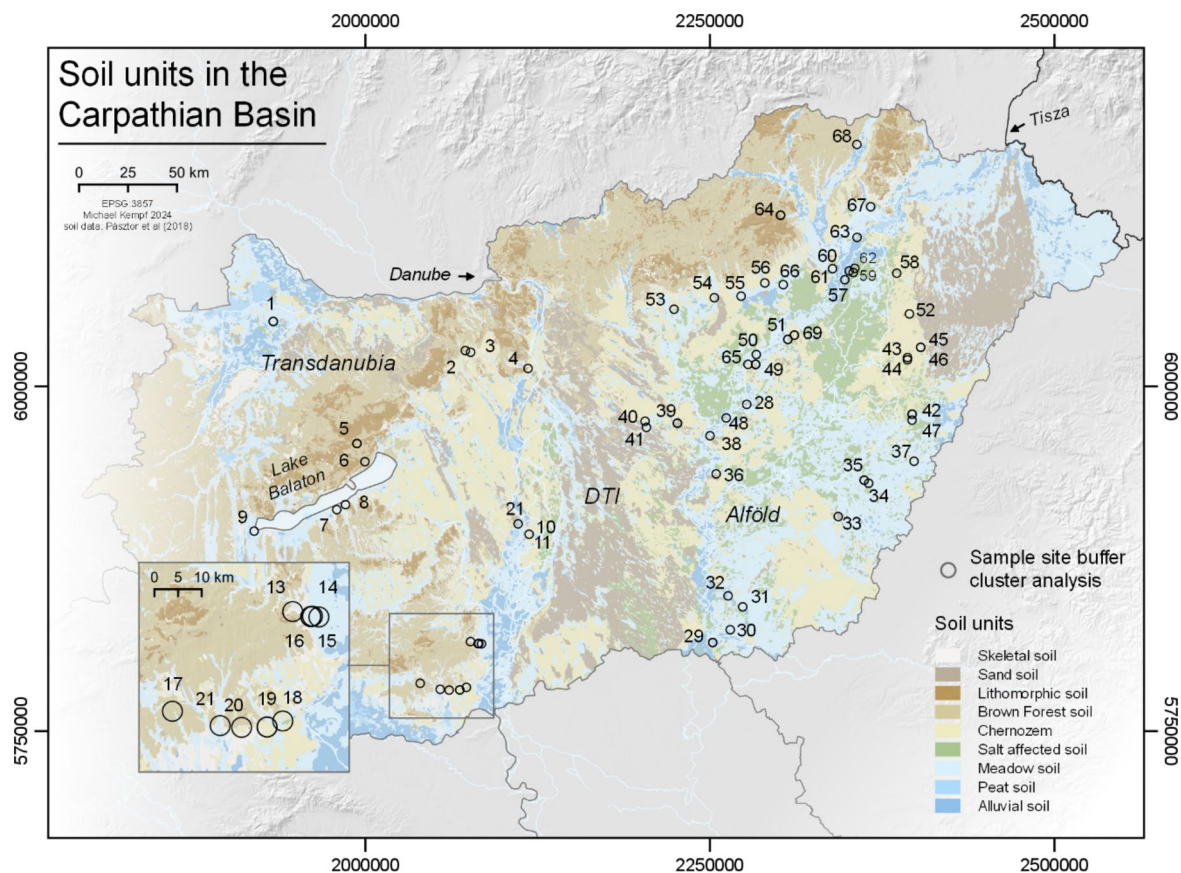 2000000 2250000 2500000
Soil units in the
Carpathian Basin
0 25 50 km
EPSG 3857
Michael Kempf 2024
soil data: Pásztor et al (2018)
Tisza
68
67
64
63
Danube
60 62
56 66 61 59 58
54 55 57
53
1
52
51 69
Transdanubia
3 50 45
2 4 65 49 43 46
44
6000000 6000000
28
40 39 42
41 48 47
38
5
6 37
Lake
Balaton
36 35
34
DTI
8
7
9
21 10
11
Alföld
33
Sample site buffer
cluster analysis
0 5 10 km
13 14
16 15
32 31
30
29
17 21 20 19 18
Soil units
Skeletal soil
Sand soil
Lithomorphic soil
Brown Forest soil
Chernozem
Salt affected soil
Meadow soil
Peat soil
Alluvial soil
5750000 5750000
2000000 2250000 2500000